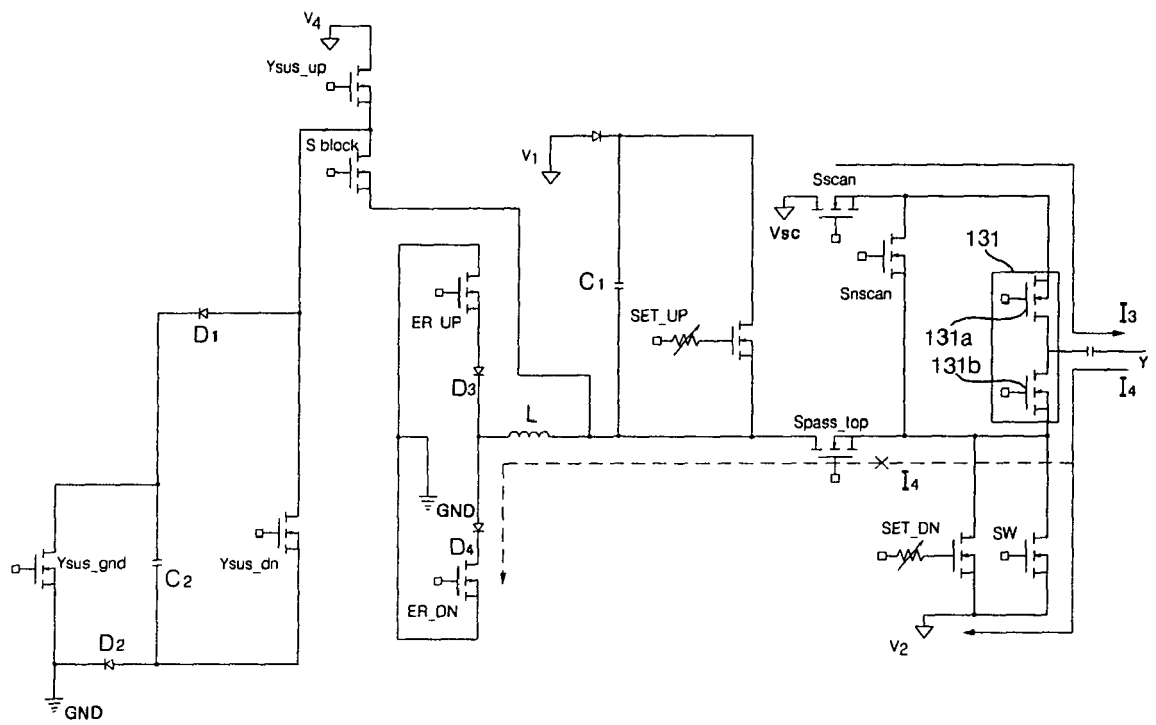 V4
Ysus_up
S block
V1
Sscan
Vsc
131
ER UP
C1
Snscan
SET_UP
131a
I3
D1
131b
Y
D3
I4
L
Spass_top
I4
GND
SET_DN
SW
D4
Ysus_gnd
C2
Ysus_dn
ER_DN
D2
V2
GND